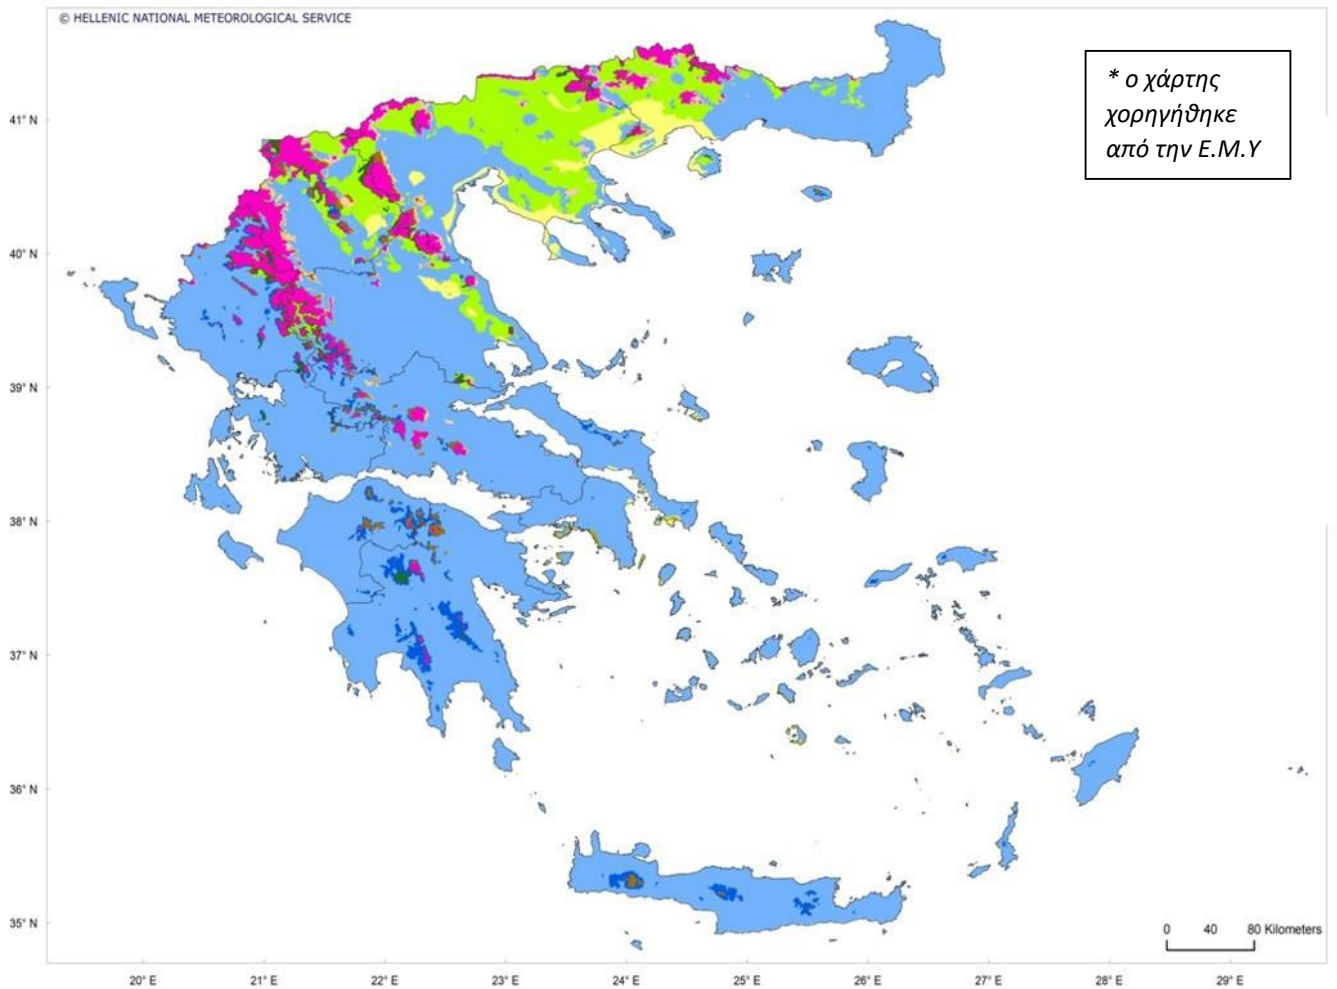 © HELLENIC NATIONAL METEOROLOGICAL SERVICE
* ο χάρτης
χορηγήθηκε
από την Ε.Μ.Υ
41° N
40° N
39° N
38° N
37° N
36° N
35° N
0 40 80 Kilometers
20° E 21° E 22° E 23° E 24° E 25° E 26° E 27° E 28° E 29° E